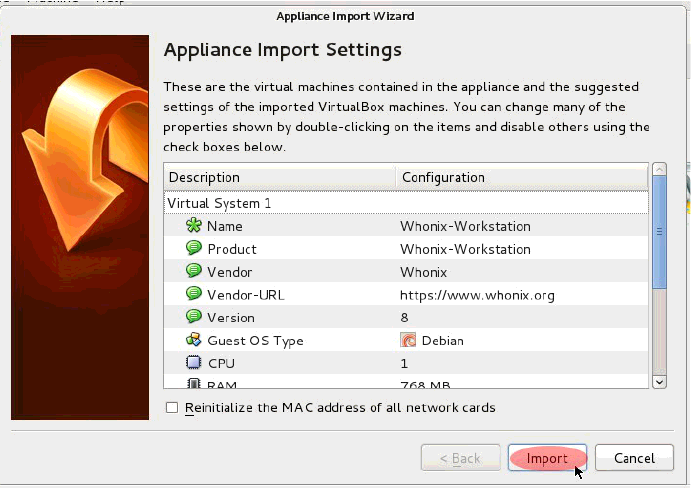 Appliance Import Wizard
Appliance Import Settings
These are the virtual machines contained in the appliance and the suggested
settings of the imported VirtualBox machines. You can change many of the
properties shown by double-clicking on the items and disable others using the
check boxes below.
Description Configuration
Virtual System 1
Name Whonix-Workstation
Product Whonix-Workstation
Vendor Whonix
Vendor-URL https://www.whonix.org
Version 8
Guest OS Type Debian
CPU 1
RAM 768 MB
Reinitialize the MAC address of all network cards
< Back Import Cancel